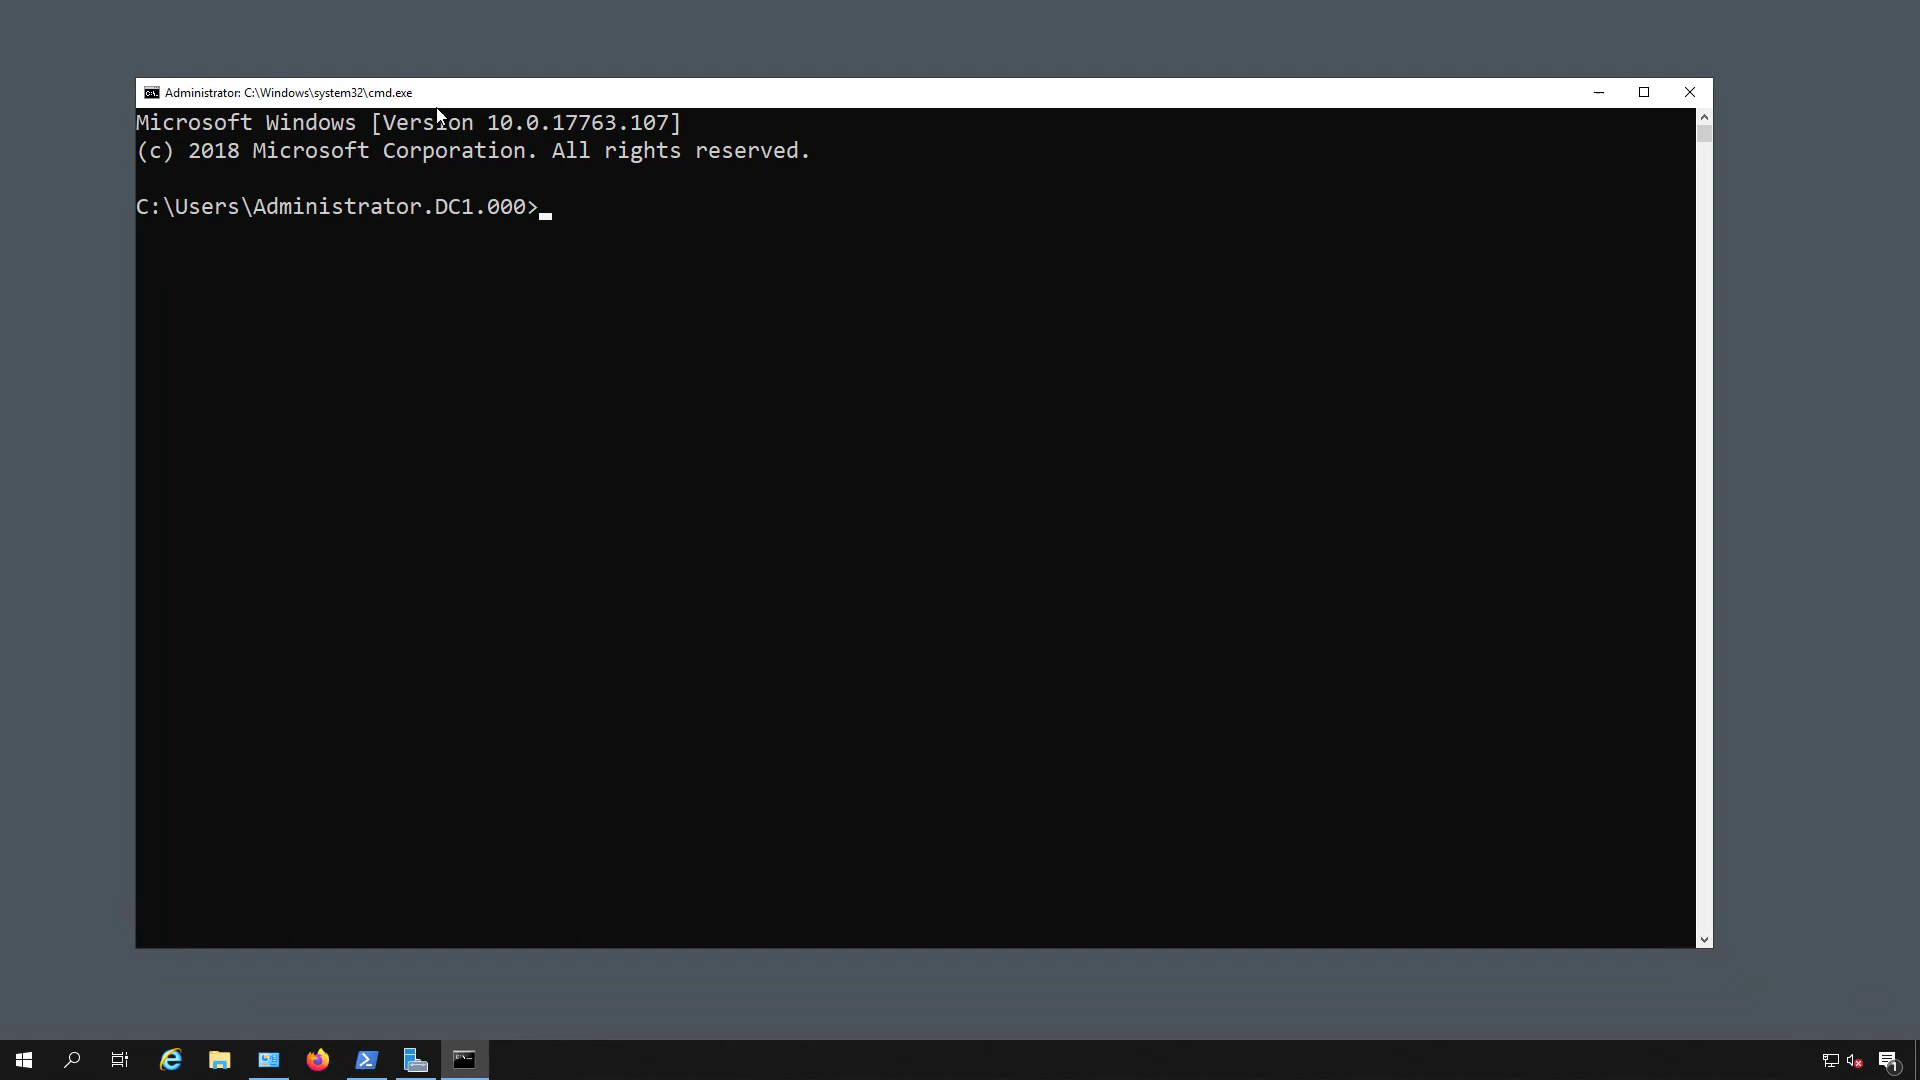 Administrator: C:\Windows\system32\cmd.exe
Microsoft Windows [Version 10.0.17763.107]
(c) 2018 Microsoft Corporation. All rights reserved.
C:\Users\Administrator.DC1.000>
1